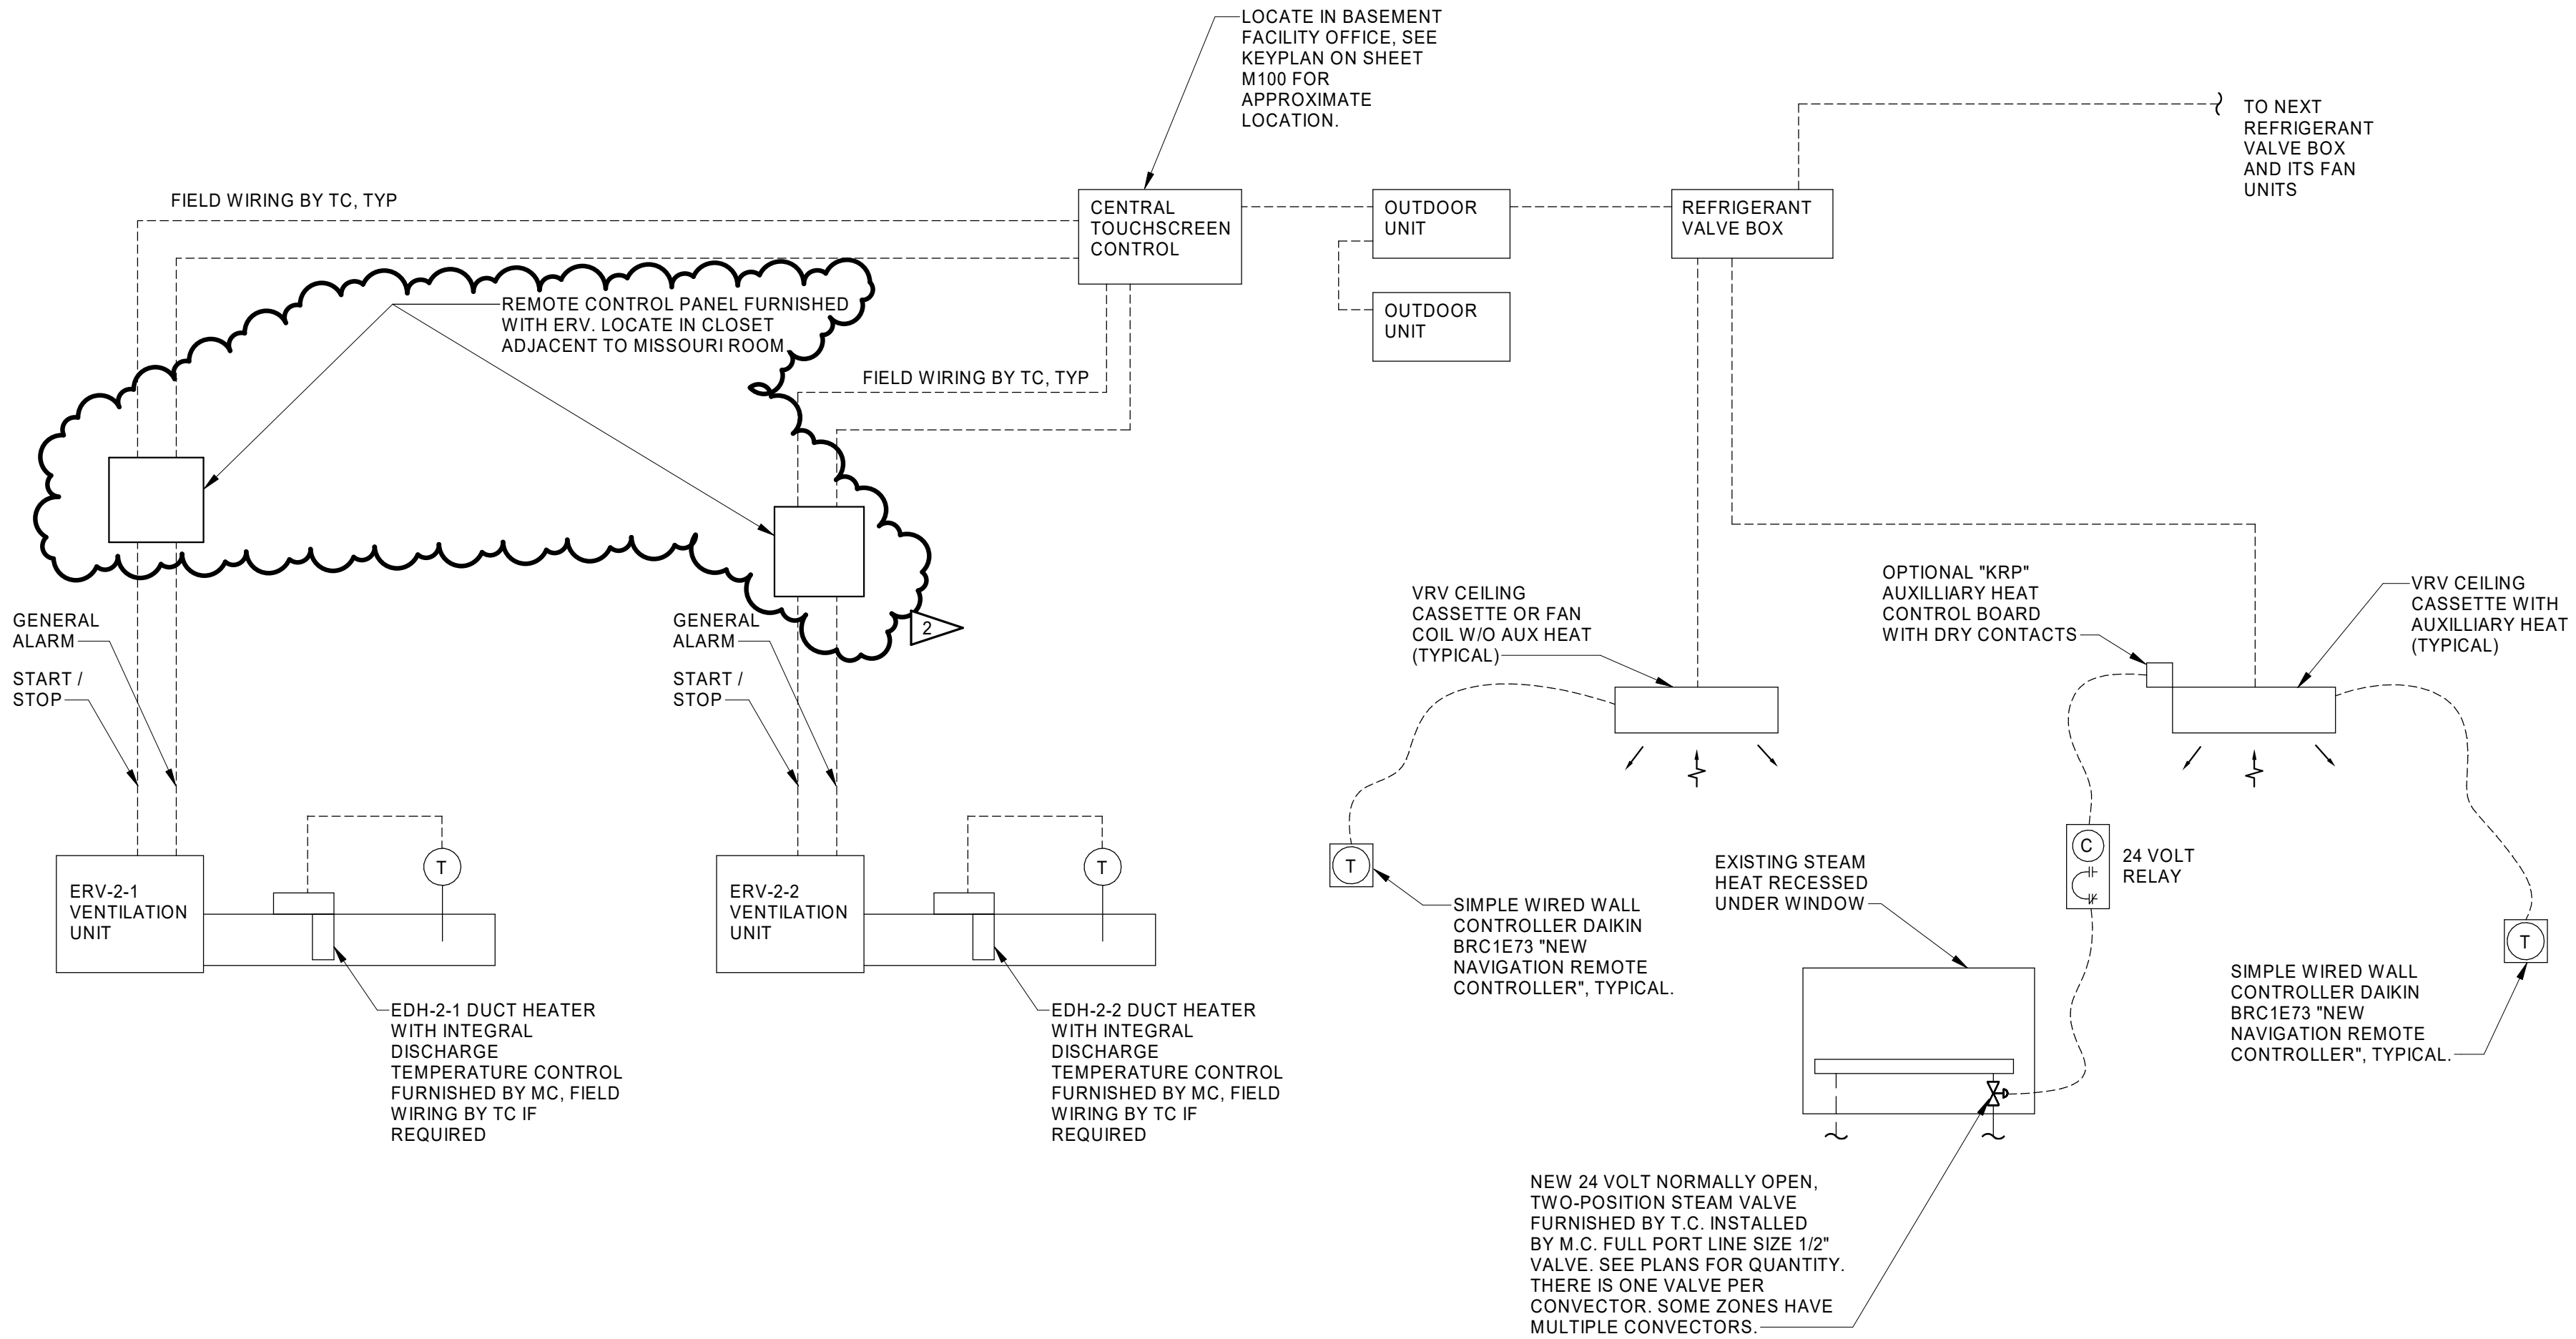 LOCATE IN BASEMENT
FACILITY OFFICE, SEE
KEYPLAN ON SHEET
M100 FOR
APPROXIMATE
LOCATION.
TO NEXT
REFRIGERANT
VALVE BOX
AND ITS FAN
UNITS
FIELD WIRING BY TC, TYP
CENTRAL
TOUCHSCREEN
CONTROL
OUTDOOR
UNIT
REFRIGERANT
VALVE BOX
OUTDOOR
UNIT
REMOTE CONTROL PANEL FURNISHED
WITH ERV. LOCATE IN CLOSET
ADJACENT TO MISSOURI ROOM
FIELD WIRING BY TC, TYP
GENERAL
ALARM
START /
STOP
GENERAL
ALARM
START /
STOP
2
VRV CEILING
CASSETTE OR FAN
COIL W/O AUX HEAT
(TYPICAL)
OPTIONAL "KRP"
AUXILLIARY HEAT
CONTROL BOARD
WITH DRY CONTACTS
VRV CEILING
CASSETTE WITH
AUXILLIARY HEAT
(TYPICAL)
ERV-2-1
VENTILATION
UNIT
T
ERV-2-2
VENTILATION
UNIT
T
T
C
24 VOLT
RELAY
T
EDH-2-1 DUCT HEATER
WITH INTEGRAL
DISCHARGE
TEMPERATURE CONTROL
FURNISHED BY MC, FIELD
WIRING BY TC IF
REQUIRED
EDH-2-2 DUCT HEATER
WITH INTEGRAL
DISCHARGE
TEMPERATURE CONTROL
FURNISHED BY MC, FIELD
WIRING BY TC IF
REQUIRED
SIMPLE WIRED WALL
CONTROLLER DAIKIN
BRC1E73 "NEW
NAVIGATION REMOTE
CONTROLLER", TYPICAL.
EXISTING STEAM
HEAT RECESSED
UNDER WINDOW
SIMPLE WIRED WALL
CONTROLLER DAIKIN
BRC1E73 "NEW
NAVIGATION REMOTE
CONTROLLER", TYPICAL.
NEW 24 VOLT NORMALLY OPEN,
TWO-POSITION STEAM VALVE
FURNISHED BY T.C. INSTALLED
BY M.C. FULL PORT LINE SIZE 1/2"
VALVE. SEE PLANS FOR QUANTITY.
THERE IS ONE VALVE PER
CONVECTOR. SOME ZONES HAVE
MULTIPLE CONVECTORS.